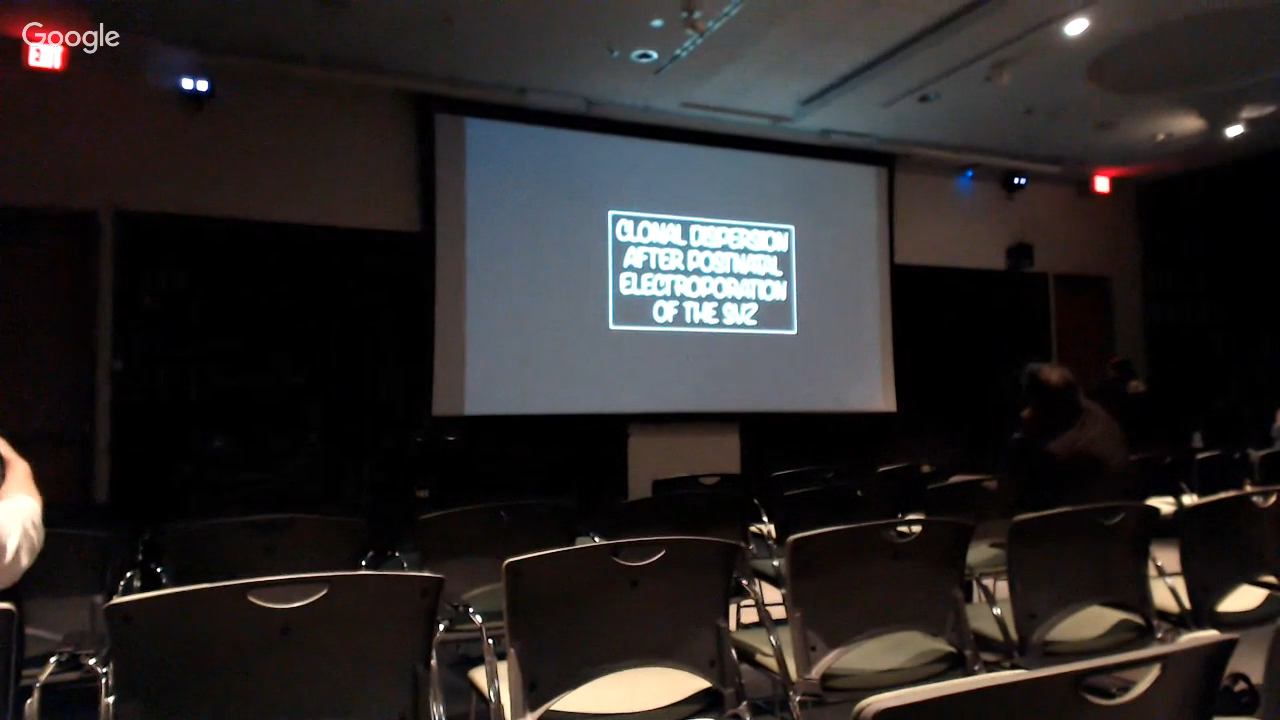 Google
EXIT
CLONAL DISPERSION
AFTER POSTNATAL
ELECTROPORATION
OF THE SVZ